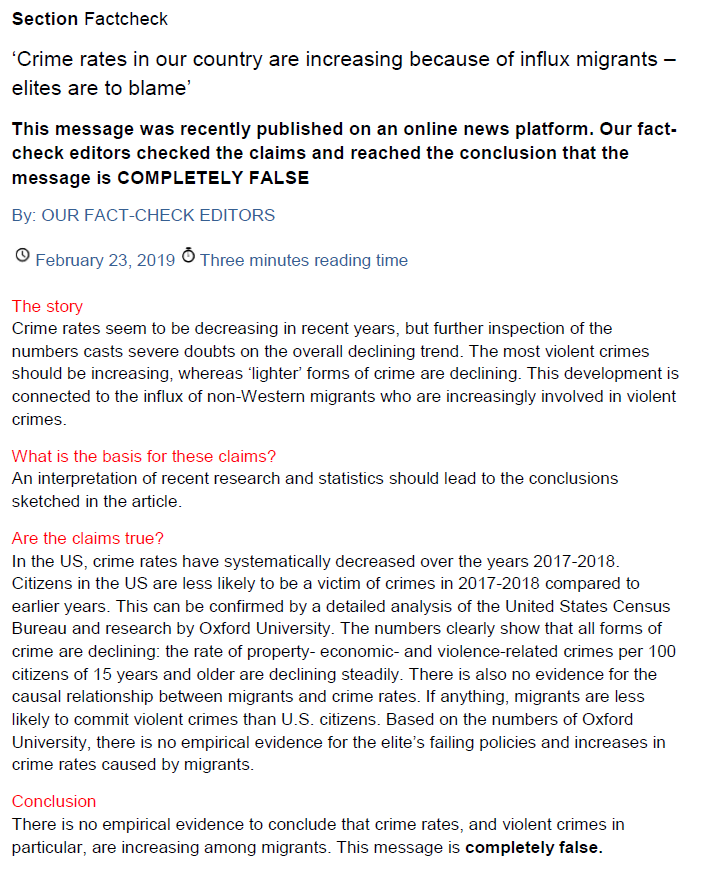 Section Factcheck
‘Crime rates in our country are increasing because of influx migrants –
elites are to blame’
This message was recently published on an online news platform. Our fact-
check editors checked the claims and reached the conclusion that the
message is COMPLETELY FALSE
By: OUR FACT-CHECK EDITORS
February 23, 2019 Three minutes reading time
The story
Crime rates seem to be decreasing in recent years, but further inspection of the
numbers casts severe doubts on the overall declining trend. The most violent crimes
should be increasing, whereas ‘lighter’ forms of crime are declining. This development is
connected to the influx of non-Western migrants who are increasingly involved in violent
crimes.
What is the basis for these claims?
An interpretation of recent research and statistics should lead to the conclusions
sketched in the article.
Are the claims true?
In the US, crime rates have systematically decreased over the years 2017-2018.
Citizens in the US are less likely to be a victim of crimes in 2017-2018 compared to
earlier years. This can be confirmed by a detailed analysis of the United States Census
Bureau and research by Oxford University. The numbers clearly show that all forms of
crime are declining: the rate of property- economic- and violence-related crimes per 100
citizens of 15 years and older are declining steadily. There is also no evidence for the
causal relationship between migrants and crime rates. If anything, migrants are less
likely to commit violent crimes than U.S. citizens. Based on the numbers of Oxford
University, there is no empirical evidence for the elite’s failing policies and increases in
crime rates caused by migrants.
Conclusion
There is no empirical evidence to conclude that crime rates, and violent crimes in
particular, are increasing among migrants. This message is completely false.